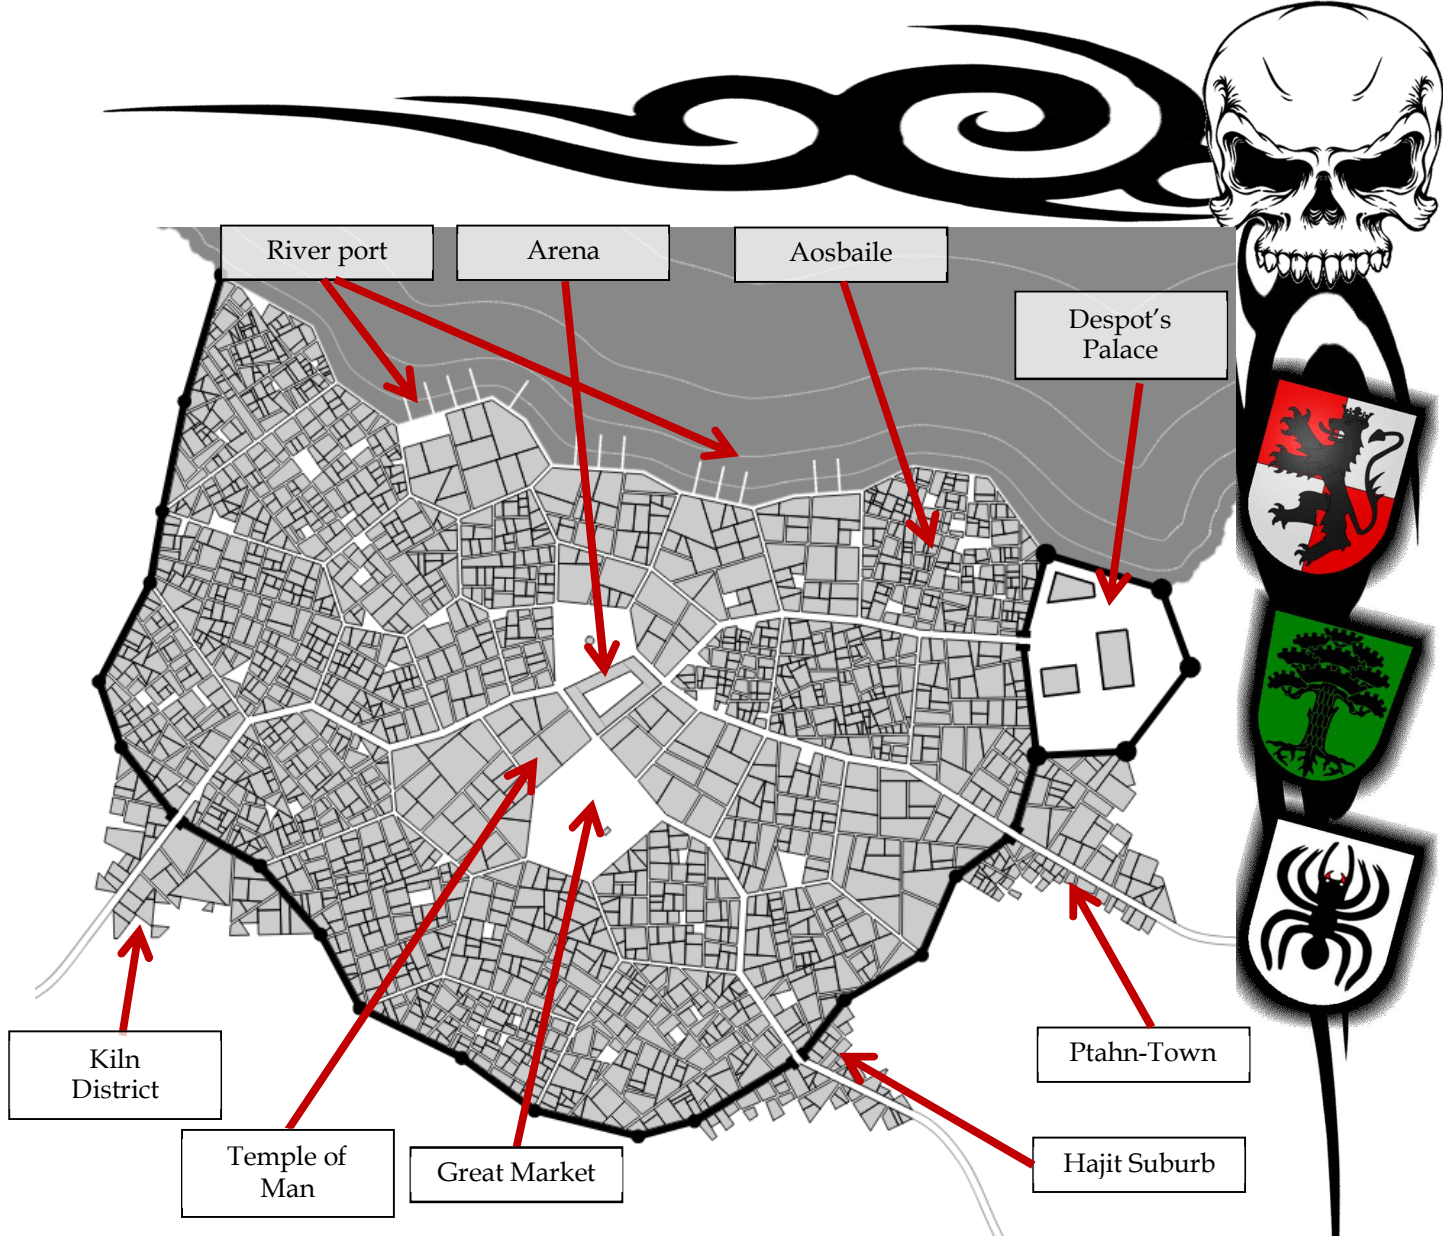 River port
Arena
Aosbaile
Despot’s
Palace
Kiln
District
Temple of
Man
Great Market
Ptahn-Town
Hajit Suburb